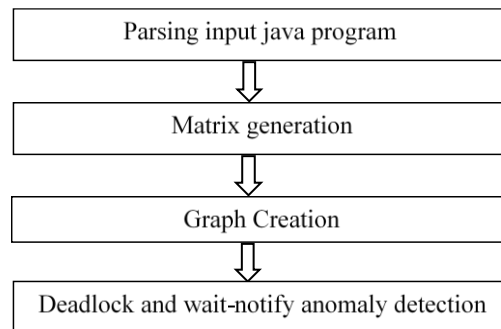 Parsing input java program
Matrix generation
Graph Creation
Deadlock and wait-notify anomaly detection